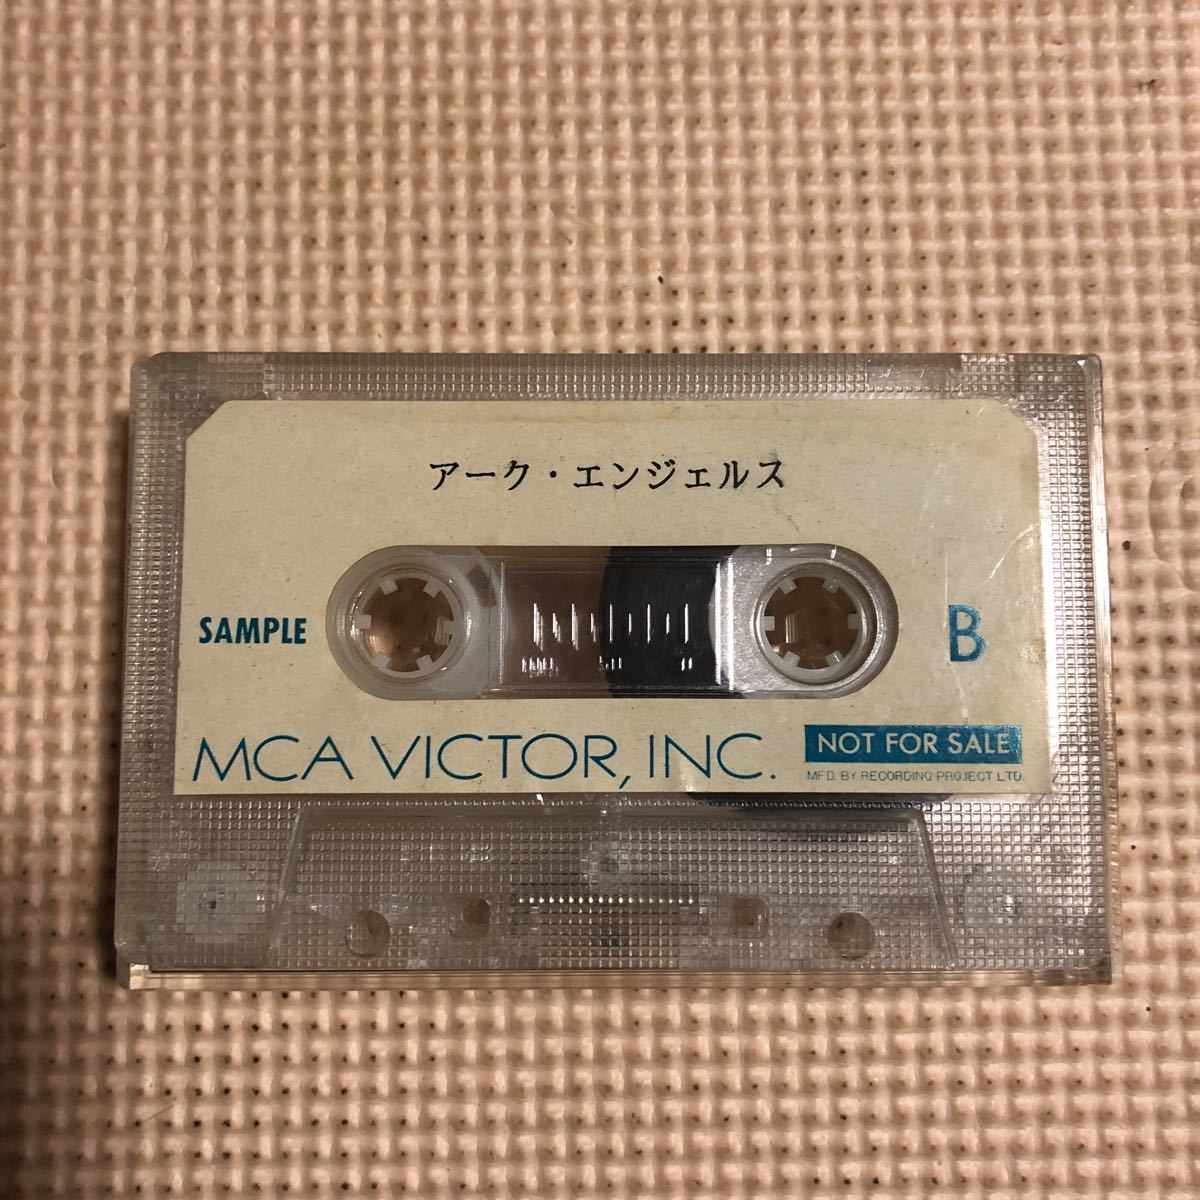 アーク・エンジェルス
SAMPLE
B
MCA VICTOR, INC.
NOT FOR SALE
MFD. BY RECORDING PROJECT LTD.